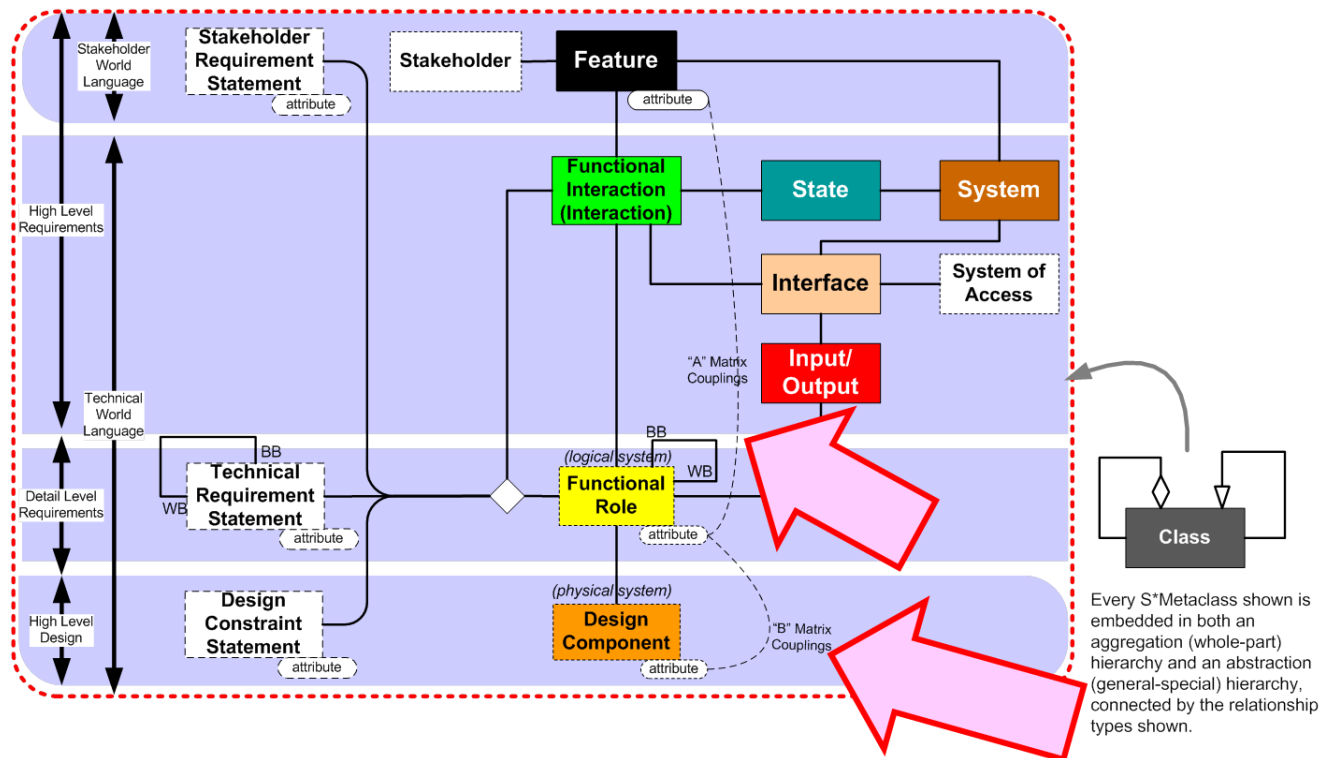 Stakeholder
World
Language
Stakeholder
Requirement
Statement
attribute
Stakeholder
Feature
attribute
High Level
Requirements
Functional
Interaction
(Interaction)
State
System
Interface
System of
Access
"A" Matrix
Couplings
Input/
Output
Technical
World
Language
Detail Level
Requirements
BB
WB
Technical
Requirement
Statement
attribute
(logical system)
BB
WB
Functional
Role
attribute
High Level
Design
Design
Constraint
Statement
attribute
(physical system)
Design
Component
attribute
"B" Matrix
Couplings
Class
Every S*Metaclass shown is
embedded in both an
aggregation (whole-part)
hierarchy and an abstraction
(general-special) hierarchy,
connected by the relationship
types shown.